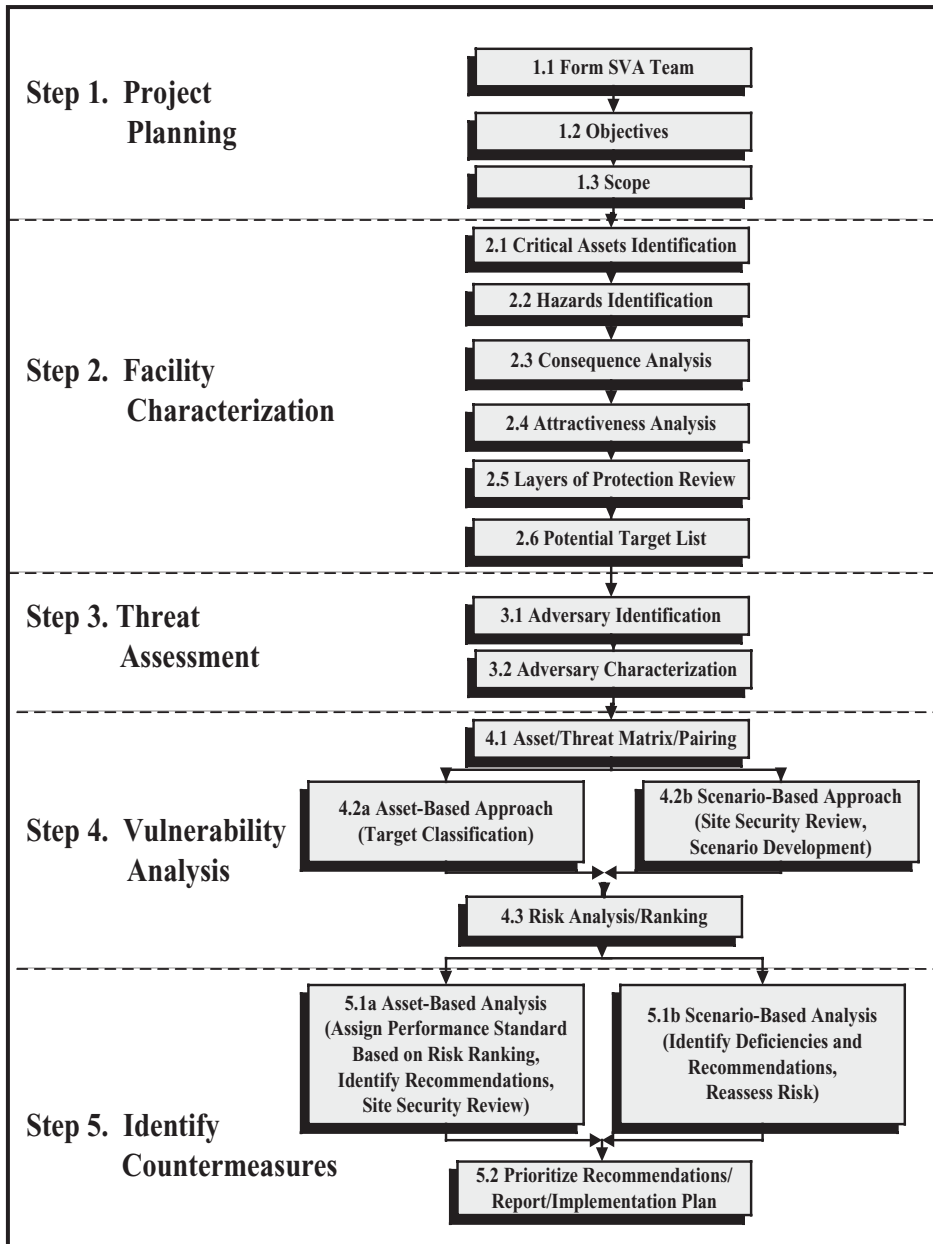 Step 1. Project
Planning
1.1 Form SVA Team
1.2 Objectives
1.3 Scope
Step 2. Facility
Characterization
2.1 Critical Assets Identification
2.2 Hazards Identification
2.3 Consequence Analysis
2.4 Attractiveness Analysis
2.5 Layers of Protection Review
2.6 Potential Target List
Step 3. Threat
Assessment
3.1 Adversary Identification
3.2 Adversary Characterization
Step 4. Vulnerability
Analysis
4.1 Asset/Threat Matrix/Pairing
4.2a Asset-Based Approach
(Target Classification)
4.2b Scenario-Based Approach
(Site Security Review,
Scenario Development)
4.3 Risk Analysis/Ranking
Step 5. Identify
Countermeasures
5.1a Asset-Based Analysis
(Assign Performance Standard
Based on Risk Ranking,
Identify Recommendations,
Site Security Review)
5.1b Scenario-Based Analysis
(Identify Deficiencies and
Recommendations,
Reassess Risk)
5.2 Prioritize Recommendations/
Report/Implementation Plan